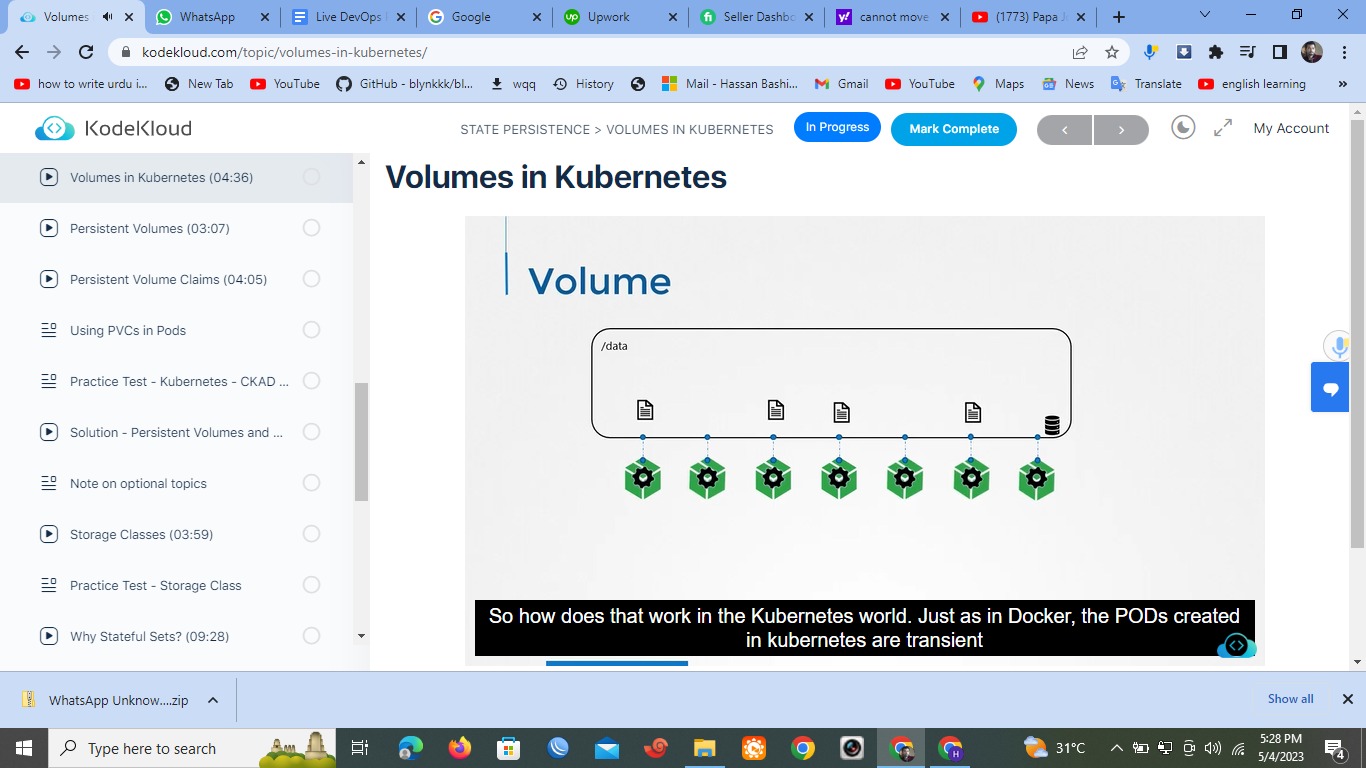 Volumes
WhatsApp
Live DevOps
Google
Upwork
Seller Dashbo
cannot move
(1773) Papa J
kodekloud.com/topic/volumes-in-kubernetes/
how to write urdu i...
New Tab
YouTube
GitHub - blynkkk/bl...
wqq
History
Mail - Hassan Bashi...
Gmail
YouTube
Maps
News
Translate
english learning
»
KodeKloud
STATE PERSISTENCE > VOLUMES IN KUBERNETES
In Progress
Mark Complete
My Account
Volumes in Kubernetes (04:36)
Persistent Volumes (03:07)
Persistent Volume Claims (04:05)
Using PVCs in Pods
Practice Test - Kubernetes - CKAD ...
Solution - Persistent Volumes and ...
Note on optional topics
Storage Classes (03:59)
Practice Test - Storage Class
Why Stateful Sets? (09:28)
Volumes in Kubernetes
Volume
/data
So how does that work in the Kubernetes world. Just as in Docker, the PODs created
in kubernetes are transient
WhatsApp Unknow....zip
Show all
Type here to search
H
31°C
5:28 PM
5/4/2023
4